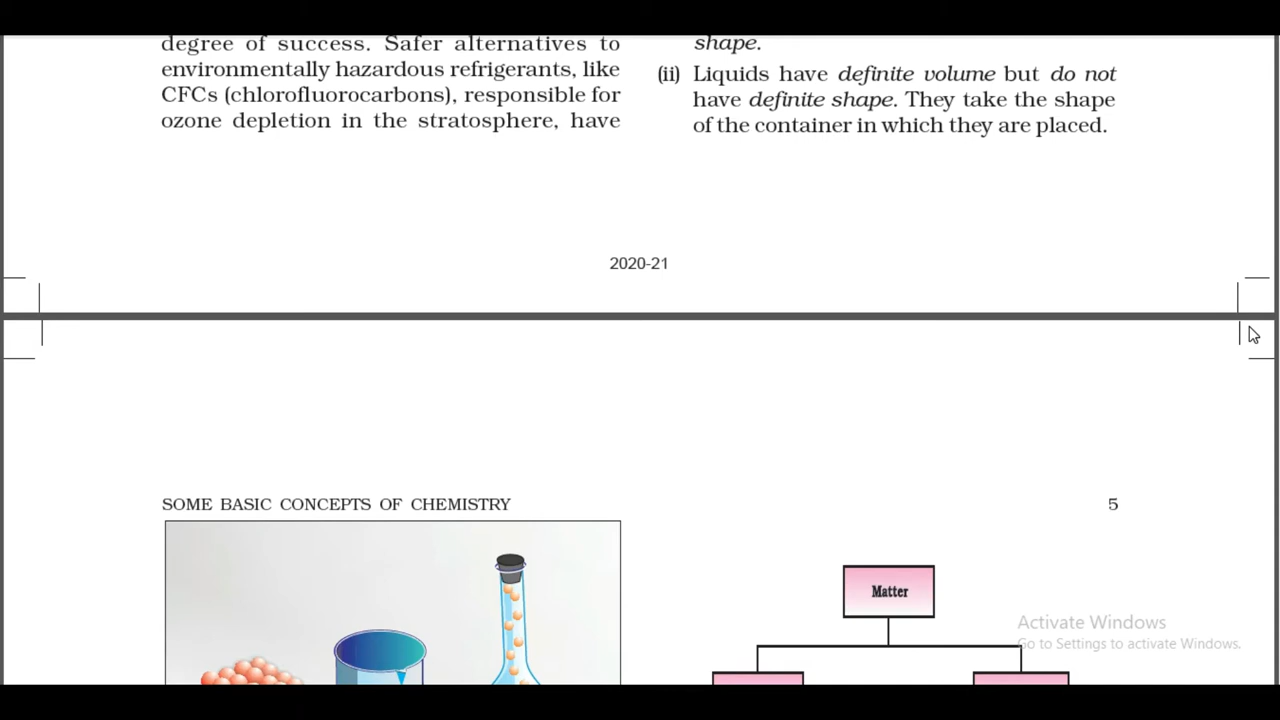 degree of success. Safer alternatives to
environmentally hazardous refrigerants, like
CFCs (chlorofluorocarbons), responsible for
ozone depletion in the stratosphere, have
shape.
(ii) Liquids have definite volume but do not
have definite shape. They take the shape
of the container in which they are placed.
2020-21
SOME BASIC CONCEPTS OF CHEMISTRY
5
Matter
Activate Windows
Go to Settings to activate Windows.